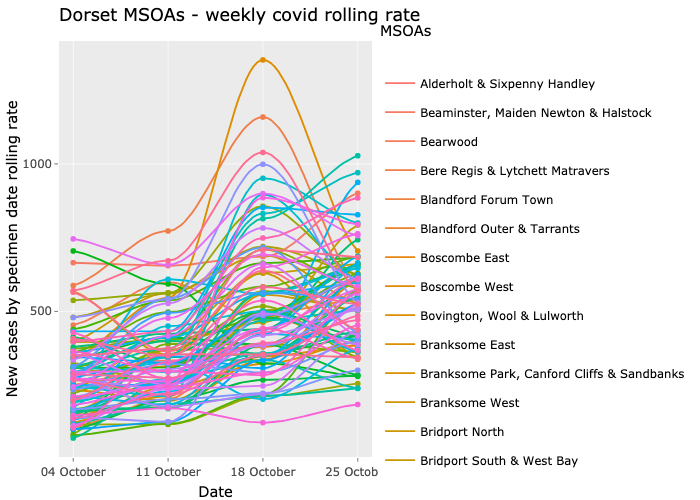 Dorset MSOAs - weekly covid rolling rate
MSOAs
New cases by specimen date rolling rate
1000
500
04 October
11 October
18 October
25 Octob
Date
Alderholt & Sixpenny Handley
Beaminster, Maiden Newton & Halstock
Bearwood
Bere Regis & Lytchett Matravers
Blandford Forum Town
Blandford Outer & Tarrants
Boscombe East
Boscombe West
Bovington, Wool & Lulworth
Branksome East
Branksome Park, Canford Cliffs & Sandbanks
Branksome West
Bridport North
Bridport South & West Bay